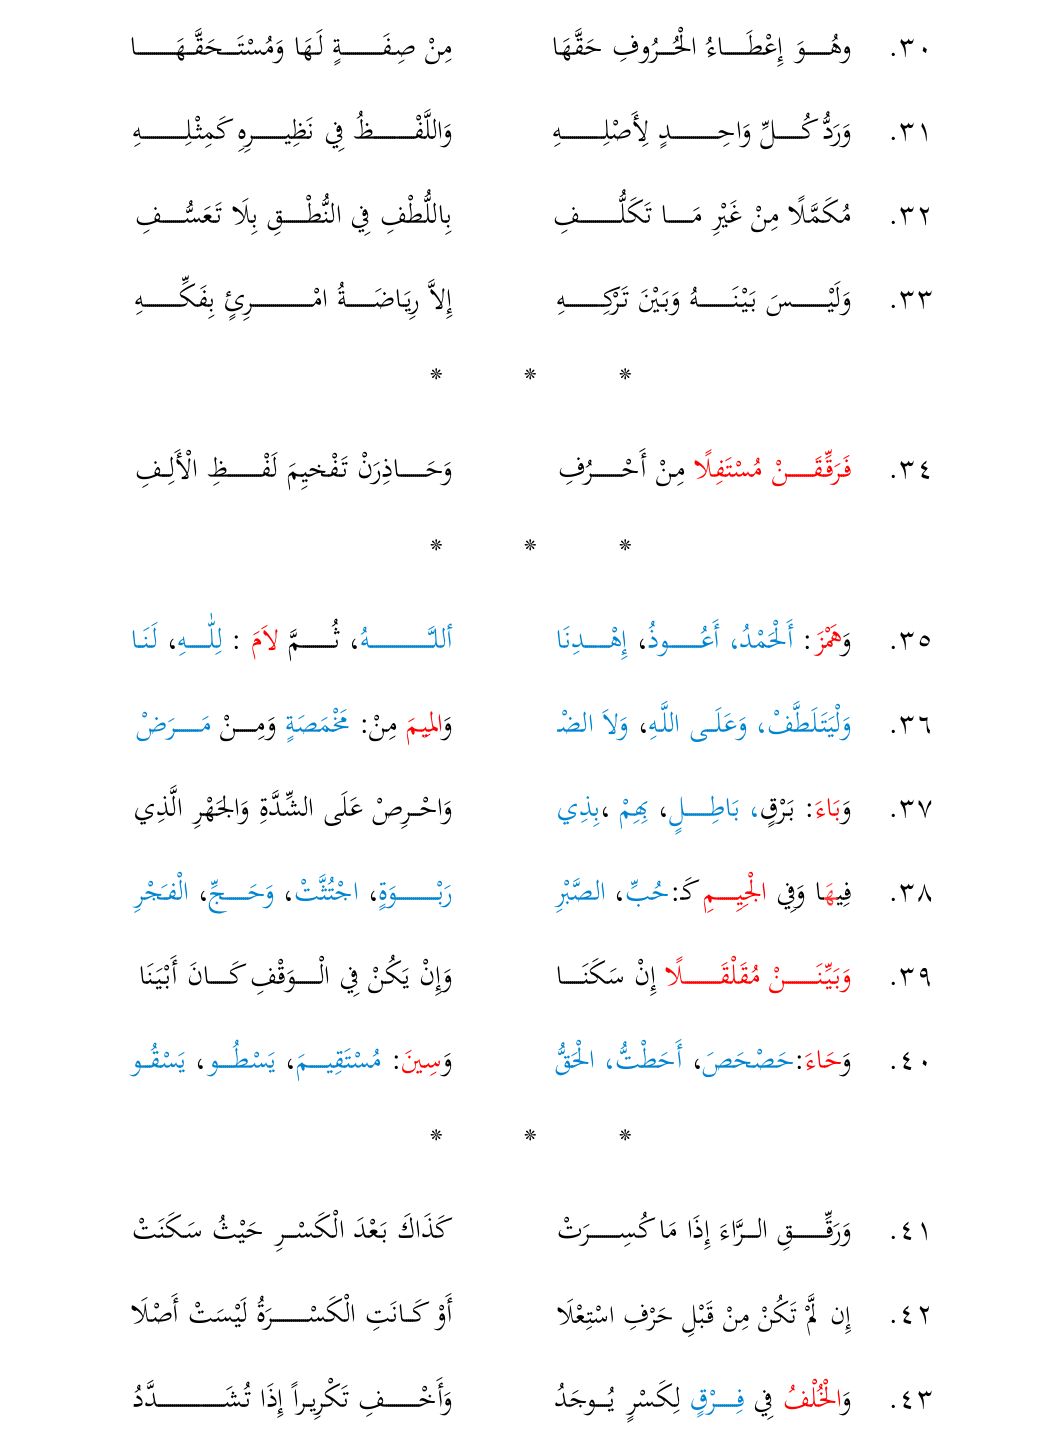 ٣٠. وهُوَ إِعْطَاءُ الْحُرُوفِ حَقَّهَا مِنْ صِفَةٍ لَهَا وَمُسْتَحَقَّهَا
٣١. وَرَدُّ كُلِّ وَاحِدٍ لِأَصْلِهِ وَاللَّفْظُ فِي نَظِيرِهِ كَمِثْلِهِ
٣٢. مُكَمَّلًا مِنْ غَيْرِ مَا تَكَلُّفِ بِاللُّطْفِ فِي النُّطْقِ بِلَا تَعَسُّفِ
٣٣. وَلَيْسَ بَيْنَهُ وَبَيْنَ تَرْكِهِ إِلاَّ رِيَاضَةُ امْرِئٍ بِفَكِّهِ
* * *
٣٤. فَرَقِّقَنْ مُسْتَفِلًا مِنْ أَحْرُفِ وَحَاذِرَنْ تَفْخِيمَ لَفْظِ الْأَلِفِ
* * *
٣٥. وَهَمْزَ: أَلْحَمْدُ، أَعُوذُ، إِهْدِنَا أللَّهُ، ثُمَّ لاَمَ : لِلَّهِ، لَنَا
٣٦. وَلْيَتَلَطَّفْ، وَعَلَى اللَّهِ، وَلاَ الضْ وَالمِيمَ مِنْ: مَخْمَصَةٍ وَمِنْ مَرَضْ
٣٧. وَبَاءَ: بَرْقٍ، بَاطِلٍ، بِهِمْ ،بِذِي وَاحْرِصْ عَلَى الشِّدَّةِ وَالجَهْرِ الَّذِي
٣٨. فِيهَا وَفِي الْجِيمِ كَـ:حُبِّ، الصَّبْرِ رَبْوَةٍ، اجْتُثَّتْ، وَحَجِّ، الْفَجْرِ
٣٩. وَبَيِّنَنْ مُقَلْقَلًا إِنْ سَكَنَا وَإِنْ يَكُنْ فِي الْوَقْفِ كَانَ أَبْيَنَا
٤٠. وَحَاءَ:حَصْحَصَ، أَحَطْتُّ، الْحَقُّ وَسِينَ: مُسْتَقِيمَ، يَسْطُو، يَسْقُو
* * *
٤١. وَرَقِّقِ الرَّاءَ إِذَا مَا كُسِرَتْ كَذَاكَ بَعْدَ الْكَسْرِ حَيْثُ سَكَنَتْ
٤٢. إِن لَّمْ تَكُنْ مِنْ قَبْلِ حَرْفِ اسْتِعْلَا أَوْ كَانَتِ الْكَسْرَةُ لَيْسَتْ أَصْلَا
٤٣. وَالْخُلْفُ فِي فِرْقٍ لِكَسْرٍ يُوجَدُ وَأَخْفِ تَكْرِيراً إِذَا تُشَدَّدُ